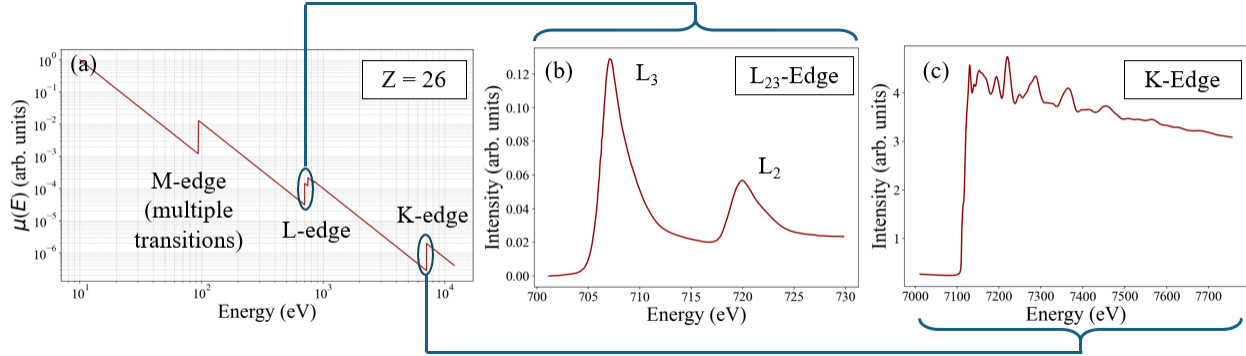 (a)
Z = 26
10⁰
10⁻¹
10⁻²
10⁻³
10⁻⁴
10⁻⁵
10⁻⁶
μ(E) (arb. units)
M-edge
(multiple
transitions)
L-edge
K-edge
10¹
10²
10³
10⁴
Energy (eV)
(b)
L₃
L₂₃-Edge
L₂
0.12
0.10
0.08
0.06
0.04
0.02
0.00
Intensity (arb. units)
700
705
710
715
720
725
730
Energy (eV)
(c)
K-Edge
4
3
2
1
Intensity (arb. units)
7000
7100
7200
7300
7400
7500
7600
7700
Energy (eV)